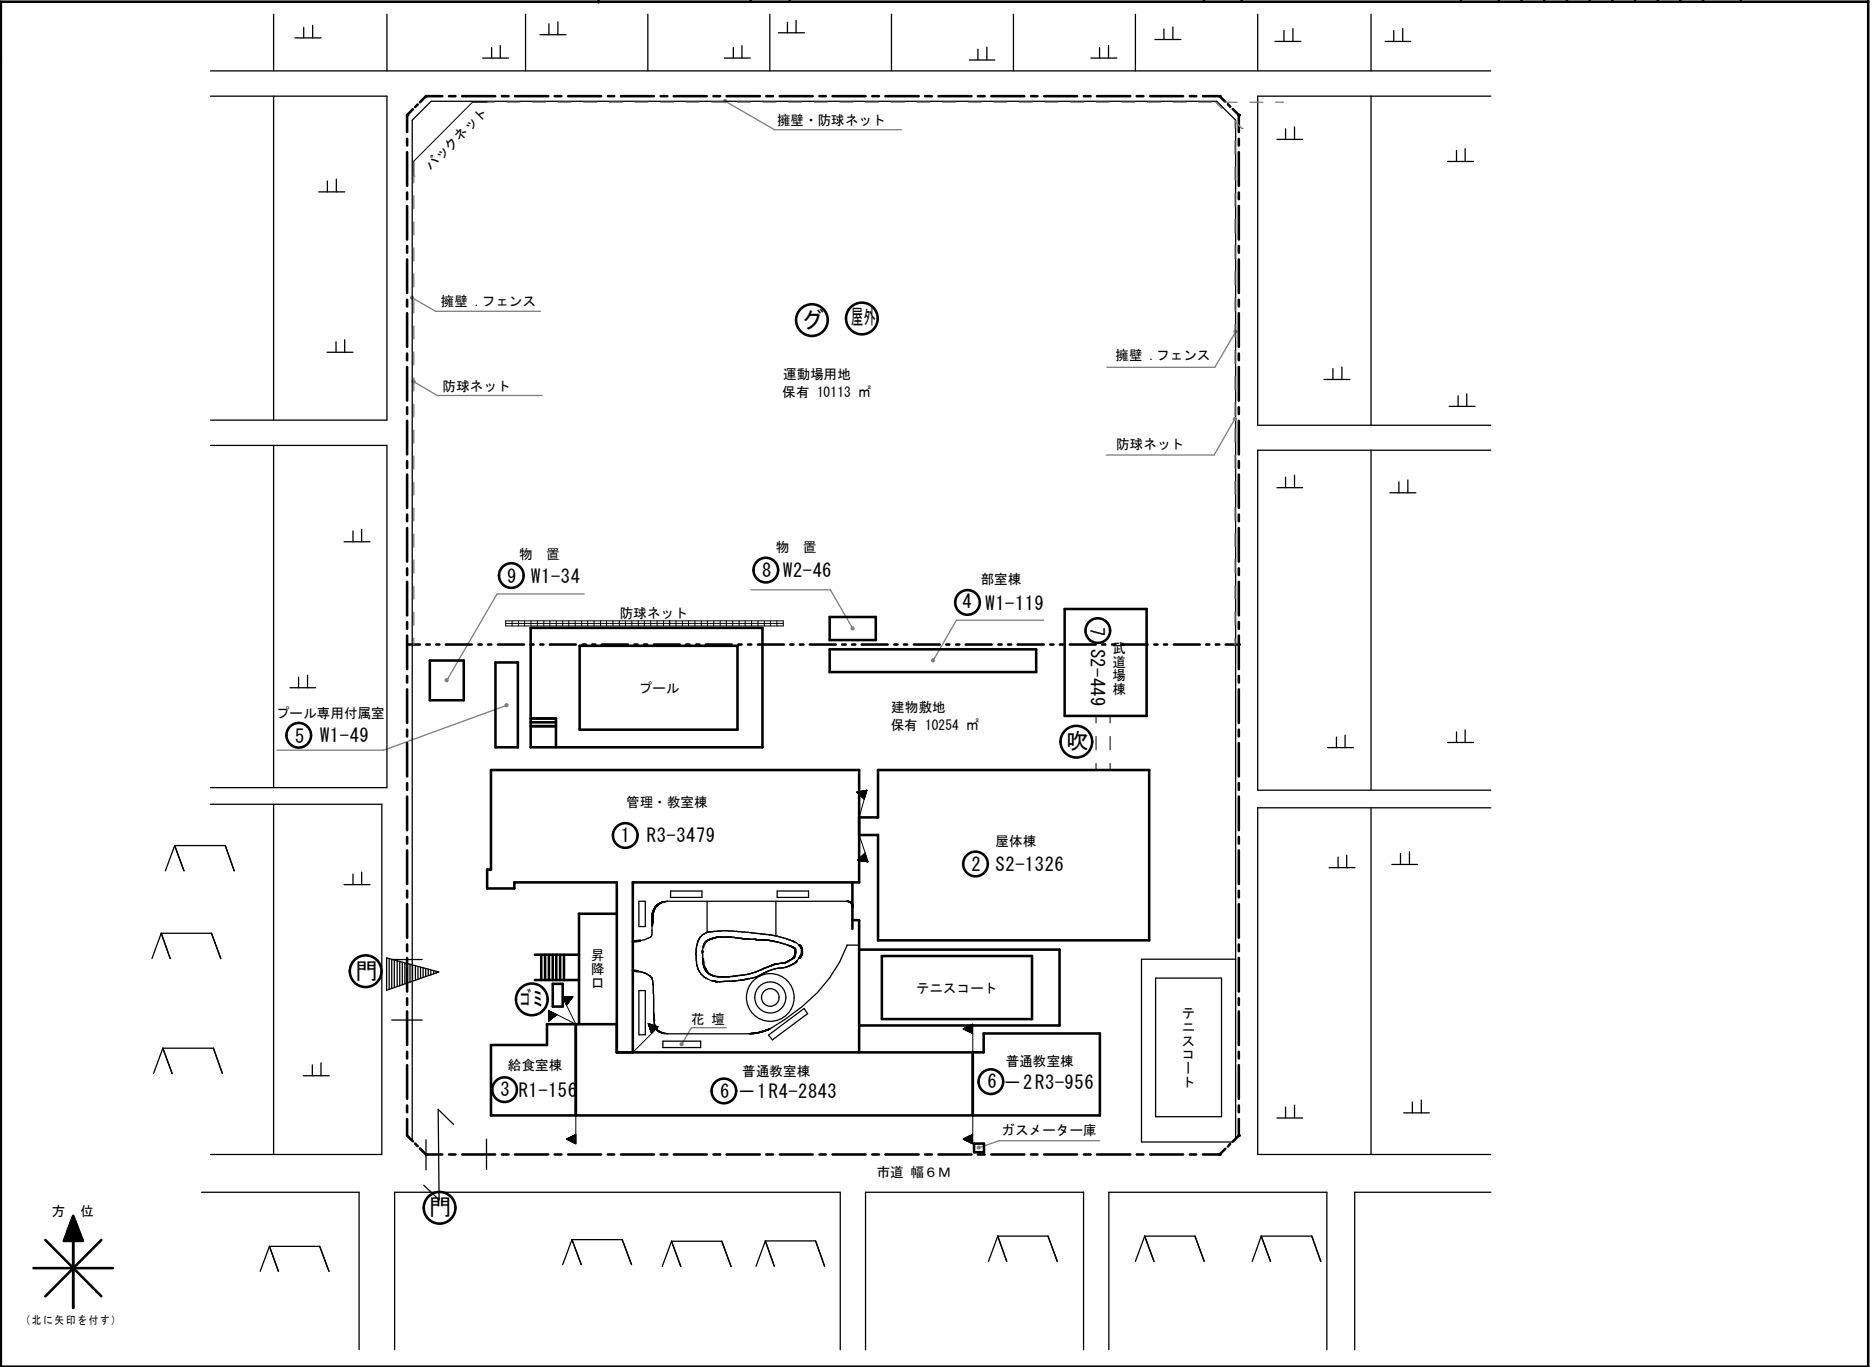 擁壁・防球ネット
バックネット
擁壁．フェンス
グ 屋外
擁壁．フェンス
運動場用地
保有 10113 ㎡
防球ネット
防球ネット
物 置
⑨ W1-34
物 置
⑧ W2-46
部室棟
④ W1-119
防球ネット
⑦ S2-449
武道場棟
プール
プール専用付属室
⑤ W1-49
建物敷地
保有 10254 ㎡
吹
管理・教室棟
① R3-3479
屋体棟
② S2-1326
昇降口
門
ゴミ
テニスコート
テニスコート
花 壇
給食室棟
③ R1-156
普通教室棟
⑥－1R4-2843
普通教室棟
⑥－2R3-956
ガスメーター庫
市道 幅6M
門
方 位
(北に矢印を付す)